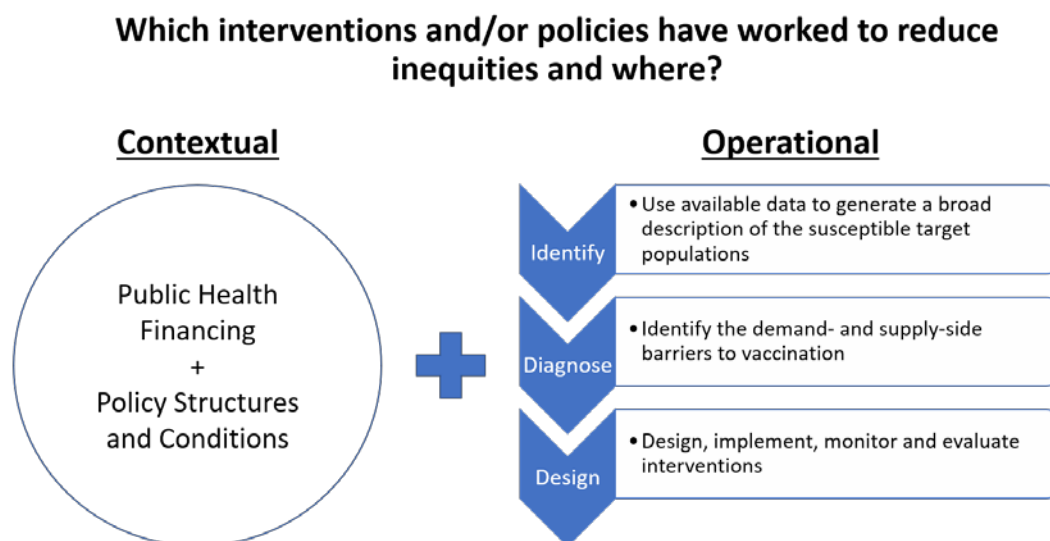 Which interventions and/or policies have worked to reduce
inequities and where?
Contextual
Public Health
Financing
+
Policy Structures
and Conditions
Operational
Identify
•Use available data to generate a broad
description of the susceptible target
populations
Diagnose
•Identify the demand- and supply-side
barriers to vaccination
Design
•Design, implement, monitor and evaluate
interventions